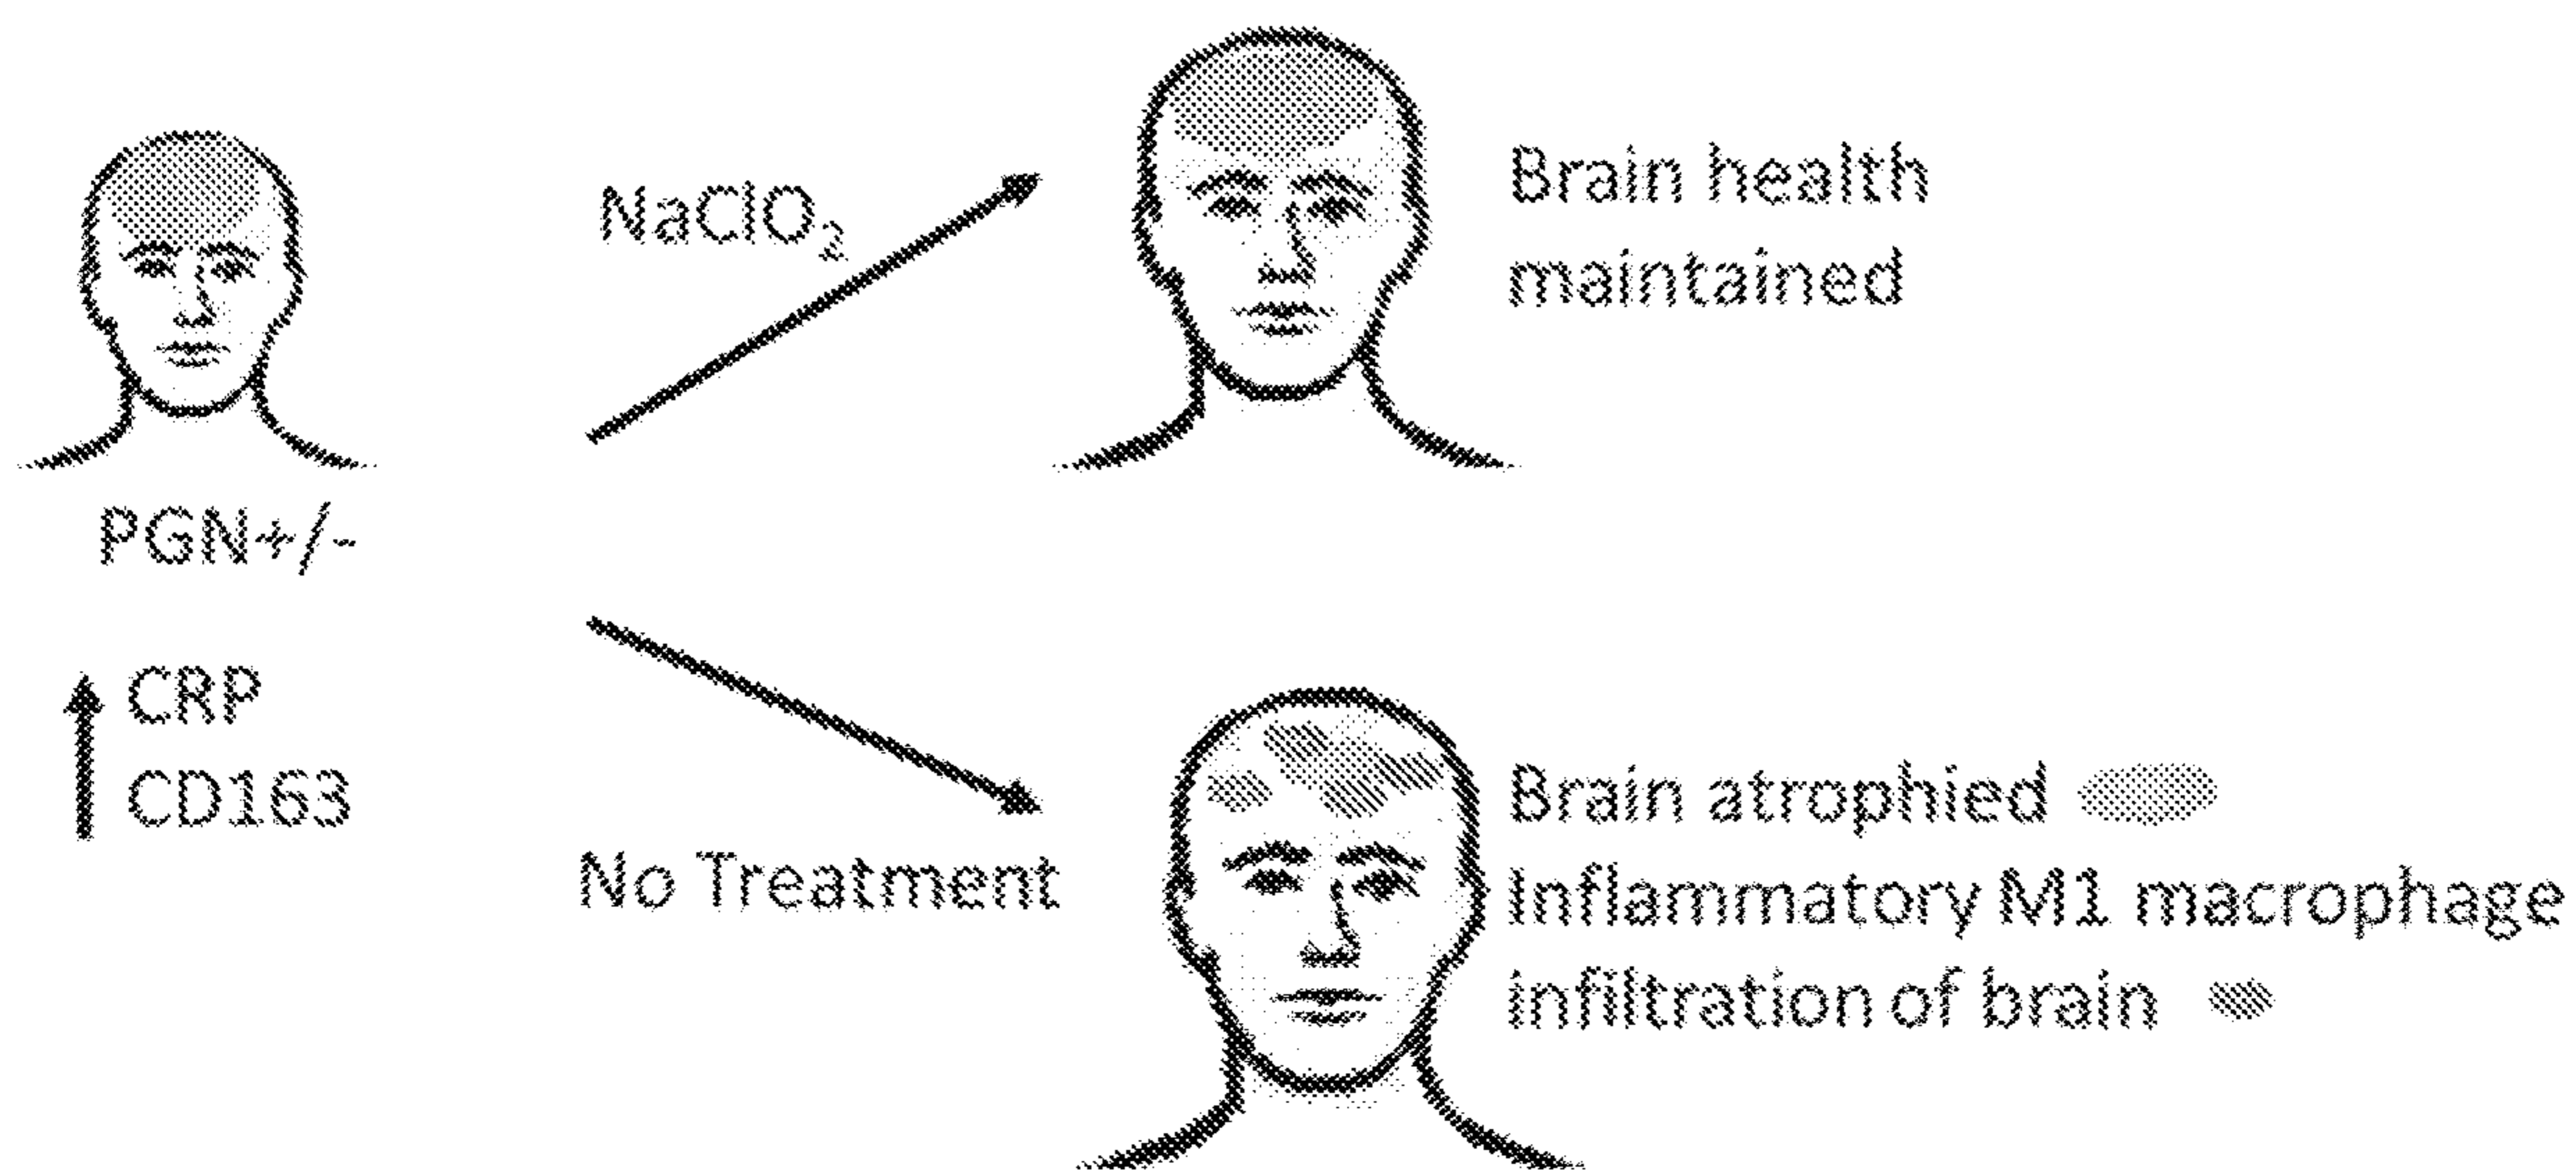 NaClO₂
Brain health
maintained
PGN+/-
CRP
CD163
No Treatment
Brain atrophied
Inflammatory M1 macrophage
infiltration of brain